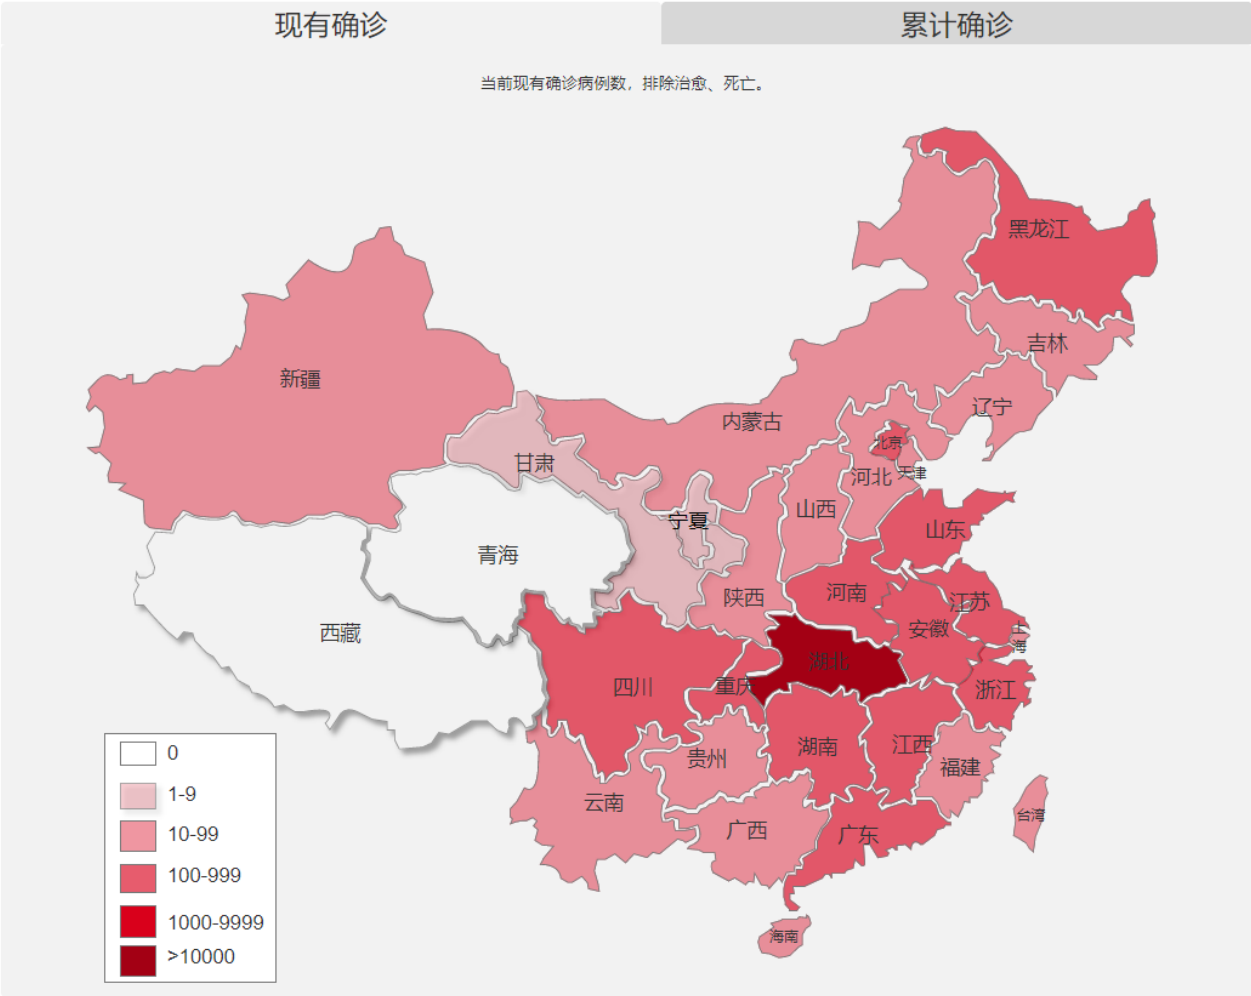 现有确诊
累计确诊
当前现有确诊病例数，排除治愈、死亡。
黑龙江
吉林
新疆
辽宁
内蒙古
北京
甘肃
河北
天津
山西
宁夏
山东
青海
陕西
河南
江苏
西藏
安徽
上
海
湖北
四川
重庆
浙江
湖南
江西
贵州
福建
云南
台湾
广西
广东
海南
0
1-9
10-99
100-999
1000-9999
>10000